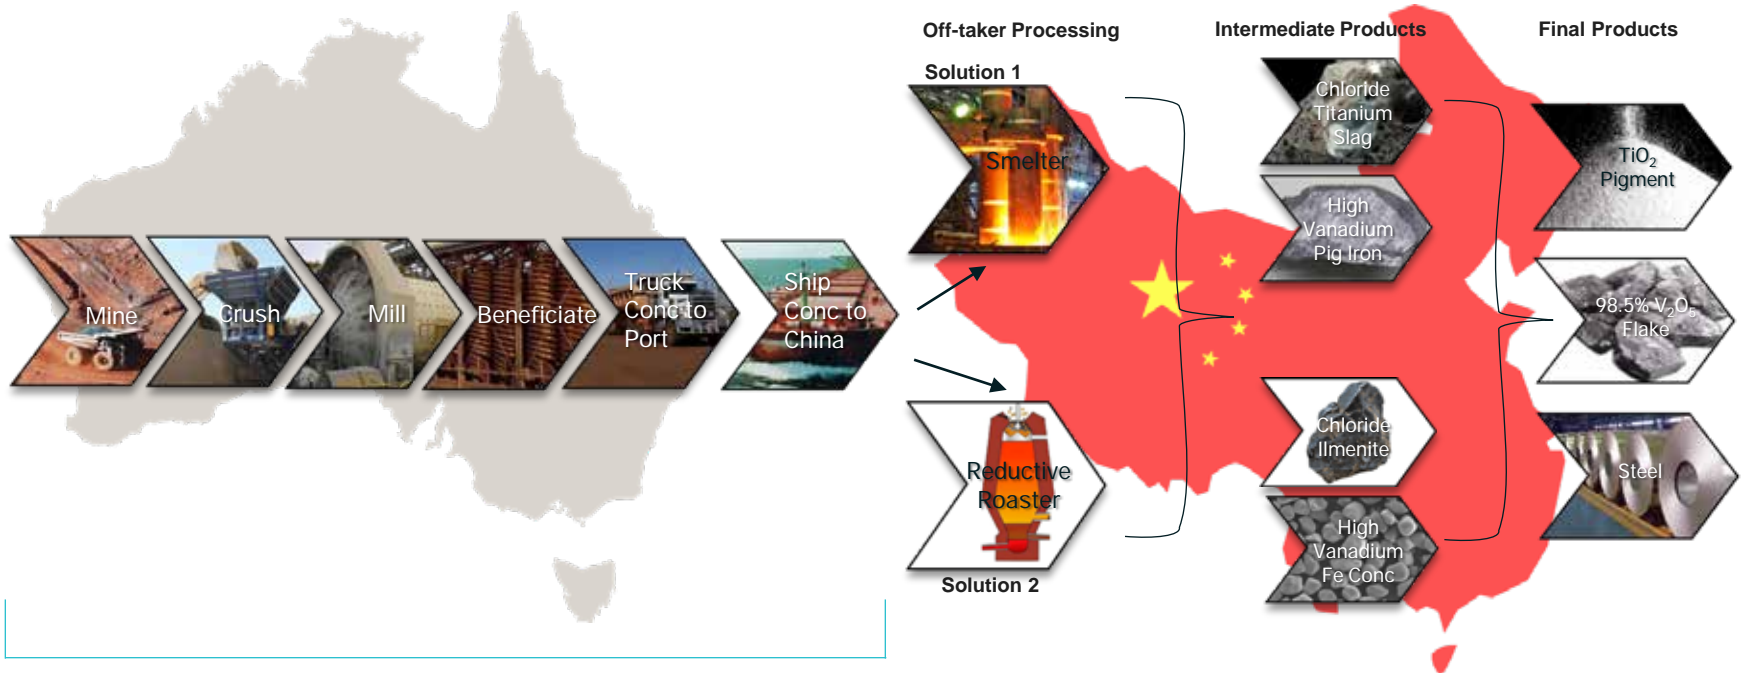 Off-taker Processing
Intermediate Products
Final Products
Solution 1
Smelter
Chloride
Titanium
Slag
High
Vanadium
Pig Iron
TiO₂
Pigment
Mine
Crush
Mill
Beneficiate
Truck
Conc to
Port
Ship
Conc to
China
98.5% V₂O₅
Flake
Reductive
Roaster
Solution 2
Chloride
Ilmenite
High
Vanadium
Fe Conc
Steel